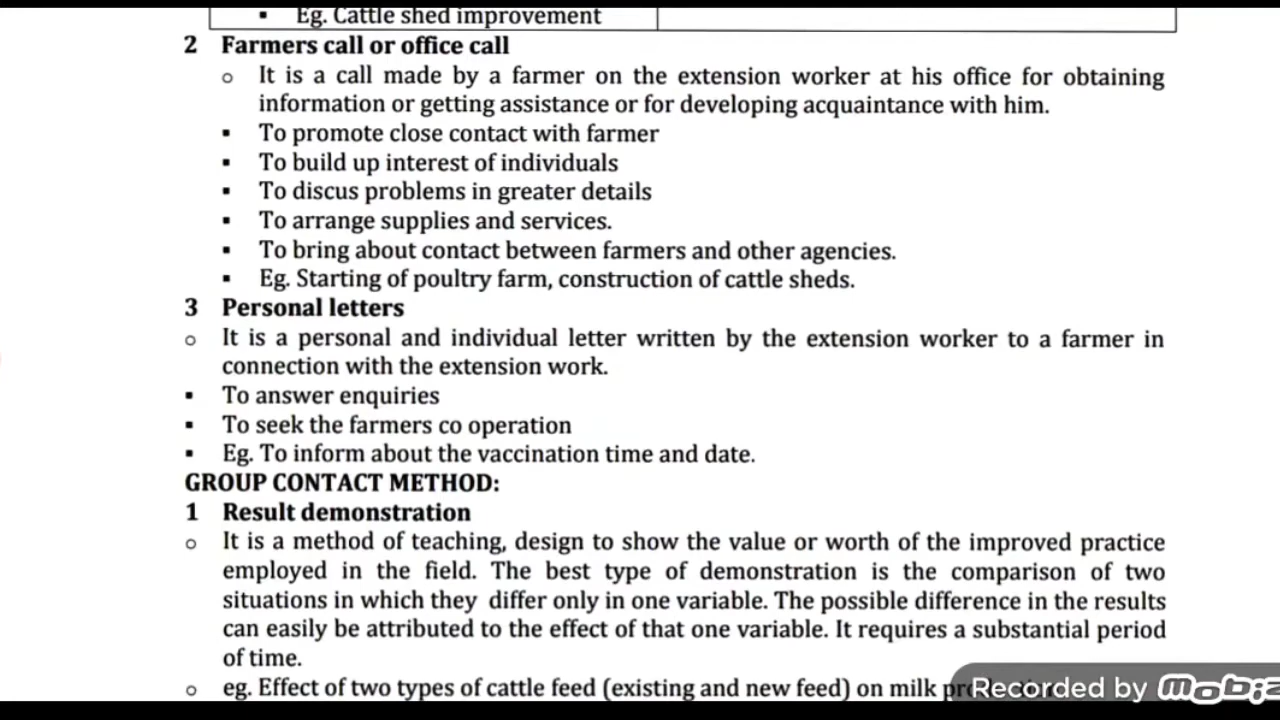 ▪ Eg. Cattle shed improvement
2 Farmers call or office call
o It is a call made by a farmer on the extension worker at his office for obtaining
information or getting assistance or for developing acquaintance with him.
▪ To promote close contact with farmer
▪ To build up interest of individuals
▪ To discus problems in greater details
▪ To arrange supplies and services.
▪ To bring about contact between farmers and other agencies.
▪ Eg. Starting of poultry farm, construction of cattle sheds.
3 Personal letters
o It is a personal and individual letter written by the extension worker to a farmer in
connection with the extension work.
▪ To answer enquiries
▪ To seek the farmers co operation
▪ Eg. To inform about the vaccination time and date.
GROUP CONTACT METHOD:
1 Result demonstration
o It is a method of teaching, design to show the value or worth of the improved practice
employed in the field. The best type of demonstration is the comparison of two
situations in which they differ only in one variable. The possible difference in the results
can easily be attributed to the effect of that one variable. It requires a substantial period
of time.
o eg. Effect of two types of cattle feed (existing and new feed) on milk
Recorded by